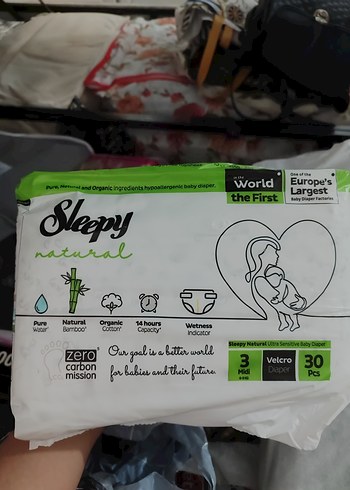 Pure, Natural and Organic ingredients hypoallergenic baby diaper.
in the World
the First
One of the
Europe's
Largest
Baby Diaper Factories
Sleepy
natural
Pure
Water
Natural
Bamboo
Organic
Cotton
14 hours
Capacity
Wetness
Indicator
zero
carbon
mission
Our goal is a better world
for babies and their future.
Sleepy Natural Ultra Sensitive Baby Diaper
3
Midi
Velcro
Diaper
30
Pcs